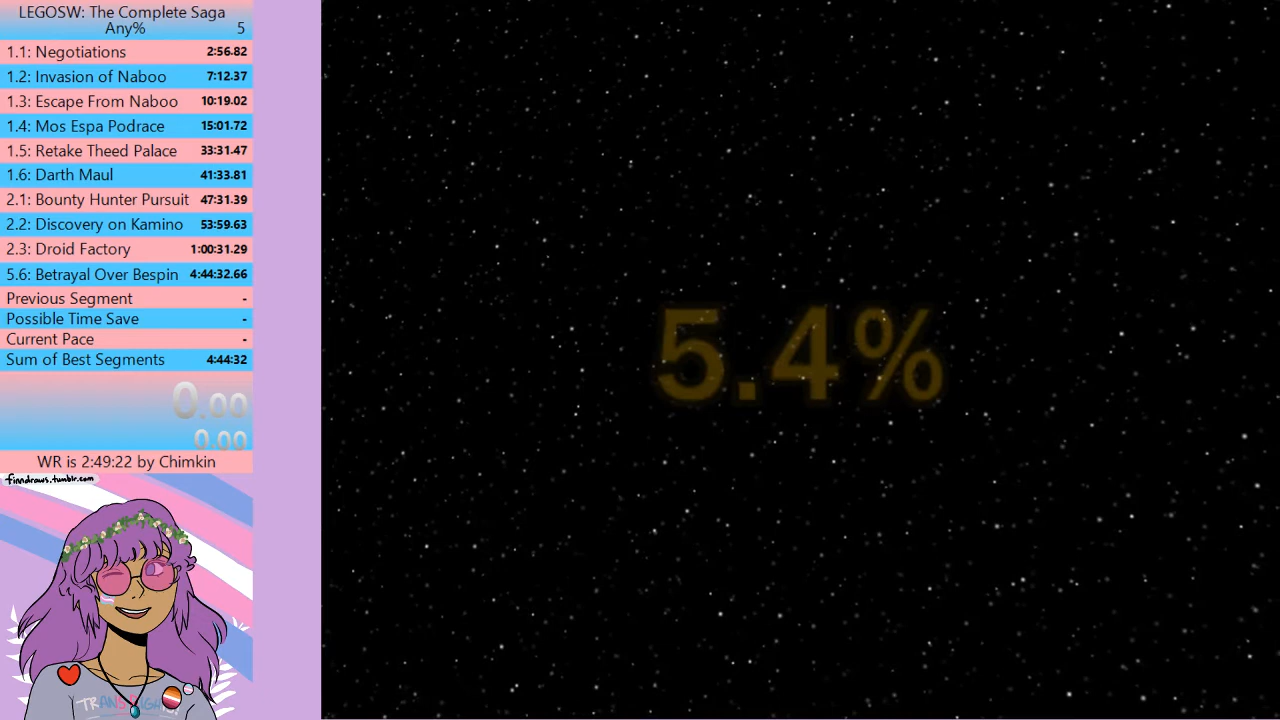 LEGOSW: The Complete Saga
Any% 5
1.1: Negotiations 2:56.82
1.2: Invasion of Naboo 7:12.37
1.3: Escape From Naboo 10:19.02
1.4: Mos Espa Podrace 15:01.72
1.5: Retake Theed Palace 33:31.47
1.6: Darth Maul 41:33.81
2.1: Bounty Hunter Pursuit 47:31.39
2.2: Discovery on Kamino 53:59.63
2.3: Droid Factory 1:00:31.29
5.6: Betrayal Over Bespin 4:44:32.66
Previous Segment -
Possible Time Save -
Current Pace -
Sum of Best Segments 4:44:32
0.00
0.00
WR is 2:49:22 by Chimkin
finndraws.tumblr.com
TRANS
5.4%